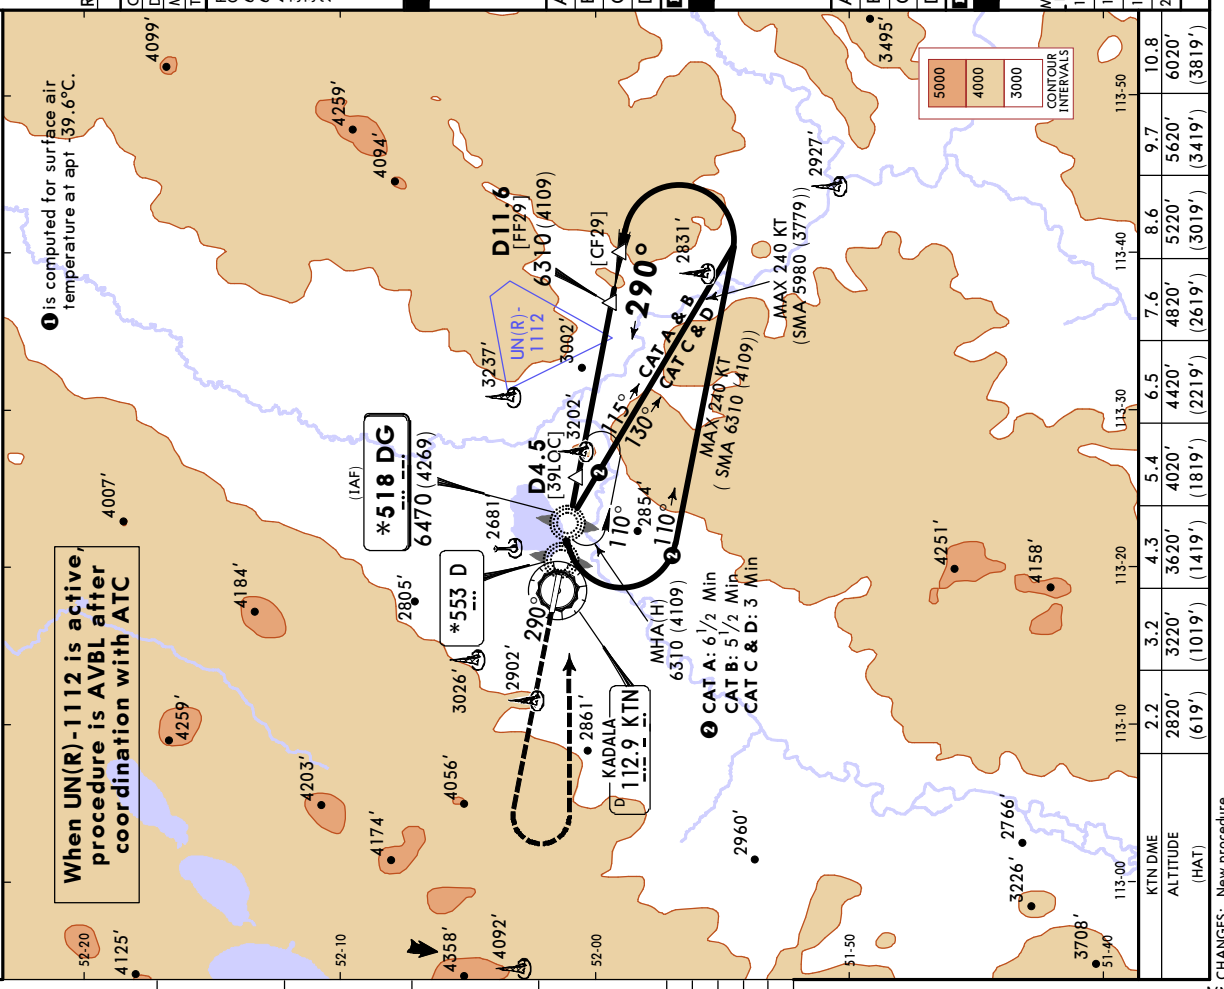 ❶ is computed for surface air
temperature at apt -39.6°C.
When UN(R)-1112 is active,
procedure is AVBL after
coordination with ATC
4099'
4259'
4094'
3495'
5000
4000
3000
CONTOUR
INTERVALS
2927'
D11.6
[FF29]
6310 (4109)
[CF29]
290°
2831'
UN(R)-
1112
3237'
3002'
3202'
D4.5
[39LOC]
115°
CAT A & B
130°
CAT C & D
MAX 240 KT
(SMA 5980 (3779))
MAX 240 KT
( SMA 6310 (4109))
(IAF)
*518 DG
6470 (4269)
4007'
2681'
*553 D
2805'
4184'
290°
110°
2854'
110°
❷
❷
MHA(H)
6310 (4109)
❷ CAT A: 6 1/2 Min
CAT B: 5 1/2 Min
CAT C & D: 3 Min
4251'
4158'
3026'
2902'
2861'
KADALA
D 112.9 KTN
4259'
4203'
4174'
4056'
4125'
4358'
4092'
2960'
2766'
3226'
3708'
52-20
52-10
52-00
51-50
51-40
113-00
113-10
113-20
113-30
113-40
113-50
KTN DME 2.2 3.2 4.3 5.4 6.5 7.6 8.6 9.7 10.8
ALTITUDE 2820' 3220' 3620' 4020' 4420' 4820' 5220' 5620' 6020'
(HAT) (619') (1019') (1419') (1819') (2219') (2619') (3019') (3419') (3819')
CHANGES: New procedure